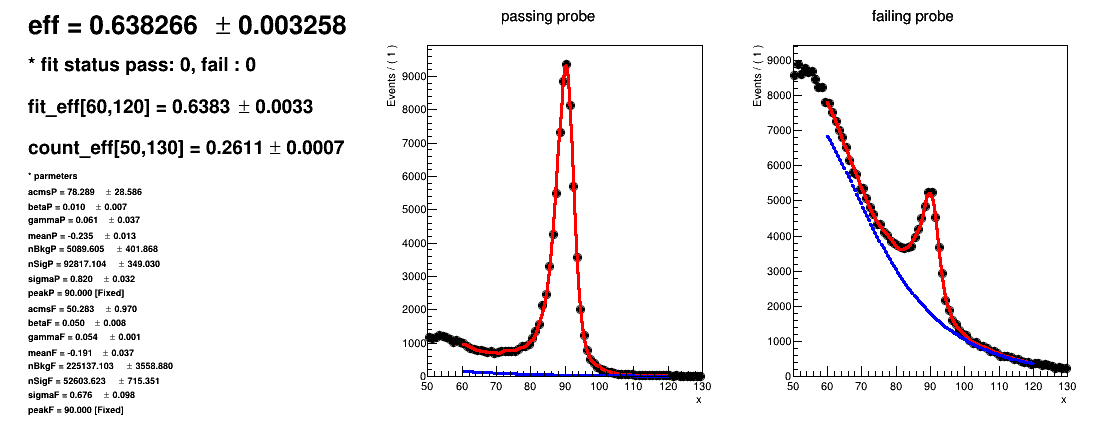 eff = 0.638266 ± 0.003258
* fit status pass: 0, fail : 0
fit_eff[60,120] = 0.6383 ± 0.0033
count_eff[50,130] = 0.2611 ± 0.0007
* parmeters
acmsP = 78.289 ± 28.586
betaP = 0.010 ± 0.007
gammaP = 0.061 ± 0.037
meanP = -0.235 ± 0.013
nBkgP = 5089.605 ± 401.868
nSigP = 92817.104 ± 349.030
sigmaP = 0.820 ± 0.032
peakP = 90.000 [Fixed]
acmsF = 50.283 ± 0.970
betaF = 0.050 ± 0.008
gammaF = 0.054 ± 0.001
meanF = -0.191 ± 0.037
nBkgF = 225137.103 ± 3558.880
nSigF = 52603.623 ± 715.351
sigmaF = 0.676 ± 0.098
peakF = 90.000 [Fixed]
passing probe
Events / ( 1 )
9000
8000
7000
6000
5000
4000
3000
2000
1000
0
50 60 70 80 90 100 110 120 130
x
failing probe
Events / ( 1 )
9000
8000
7000
6000
5000
4000
3000
2000
1000
0
50 60 70 80 90 100 110 120 130
x